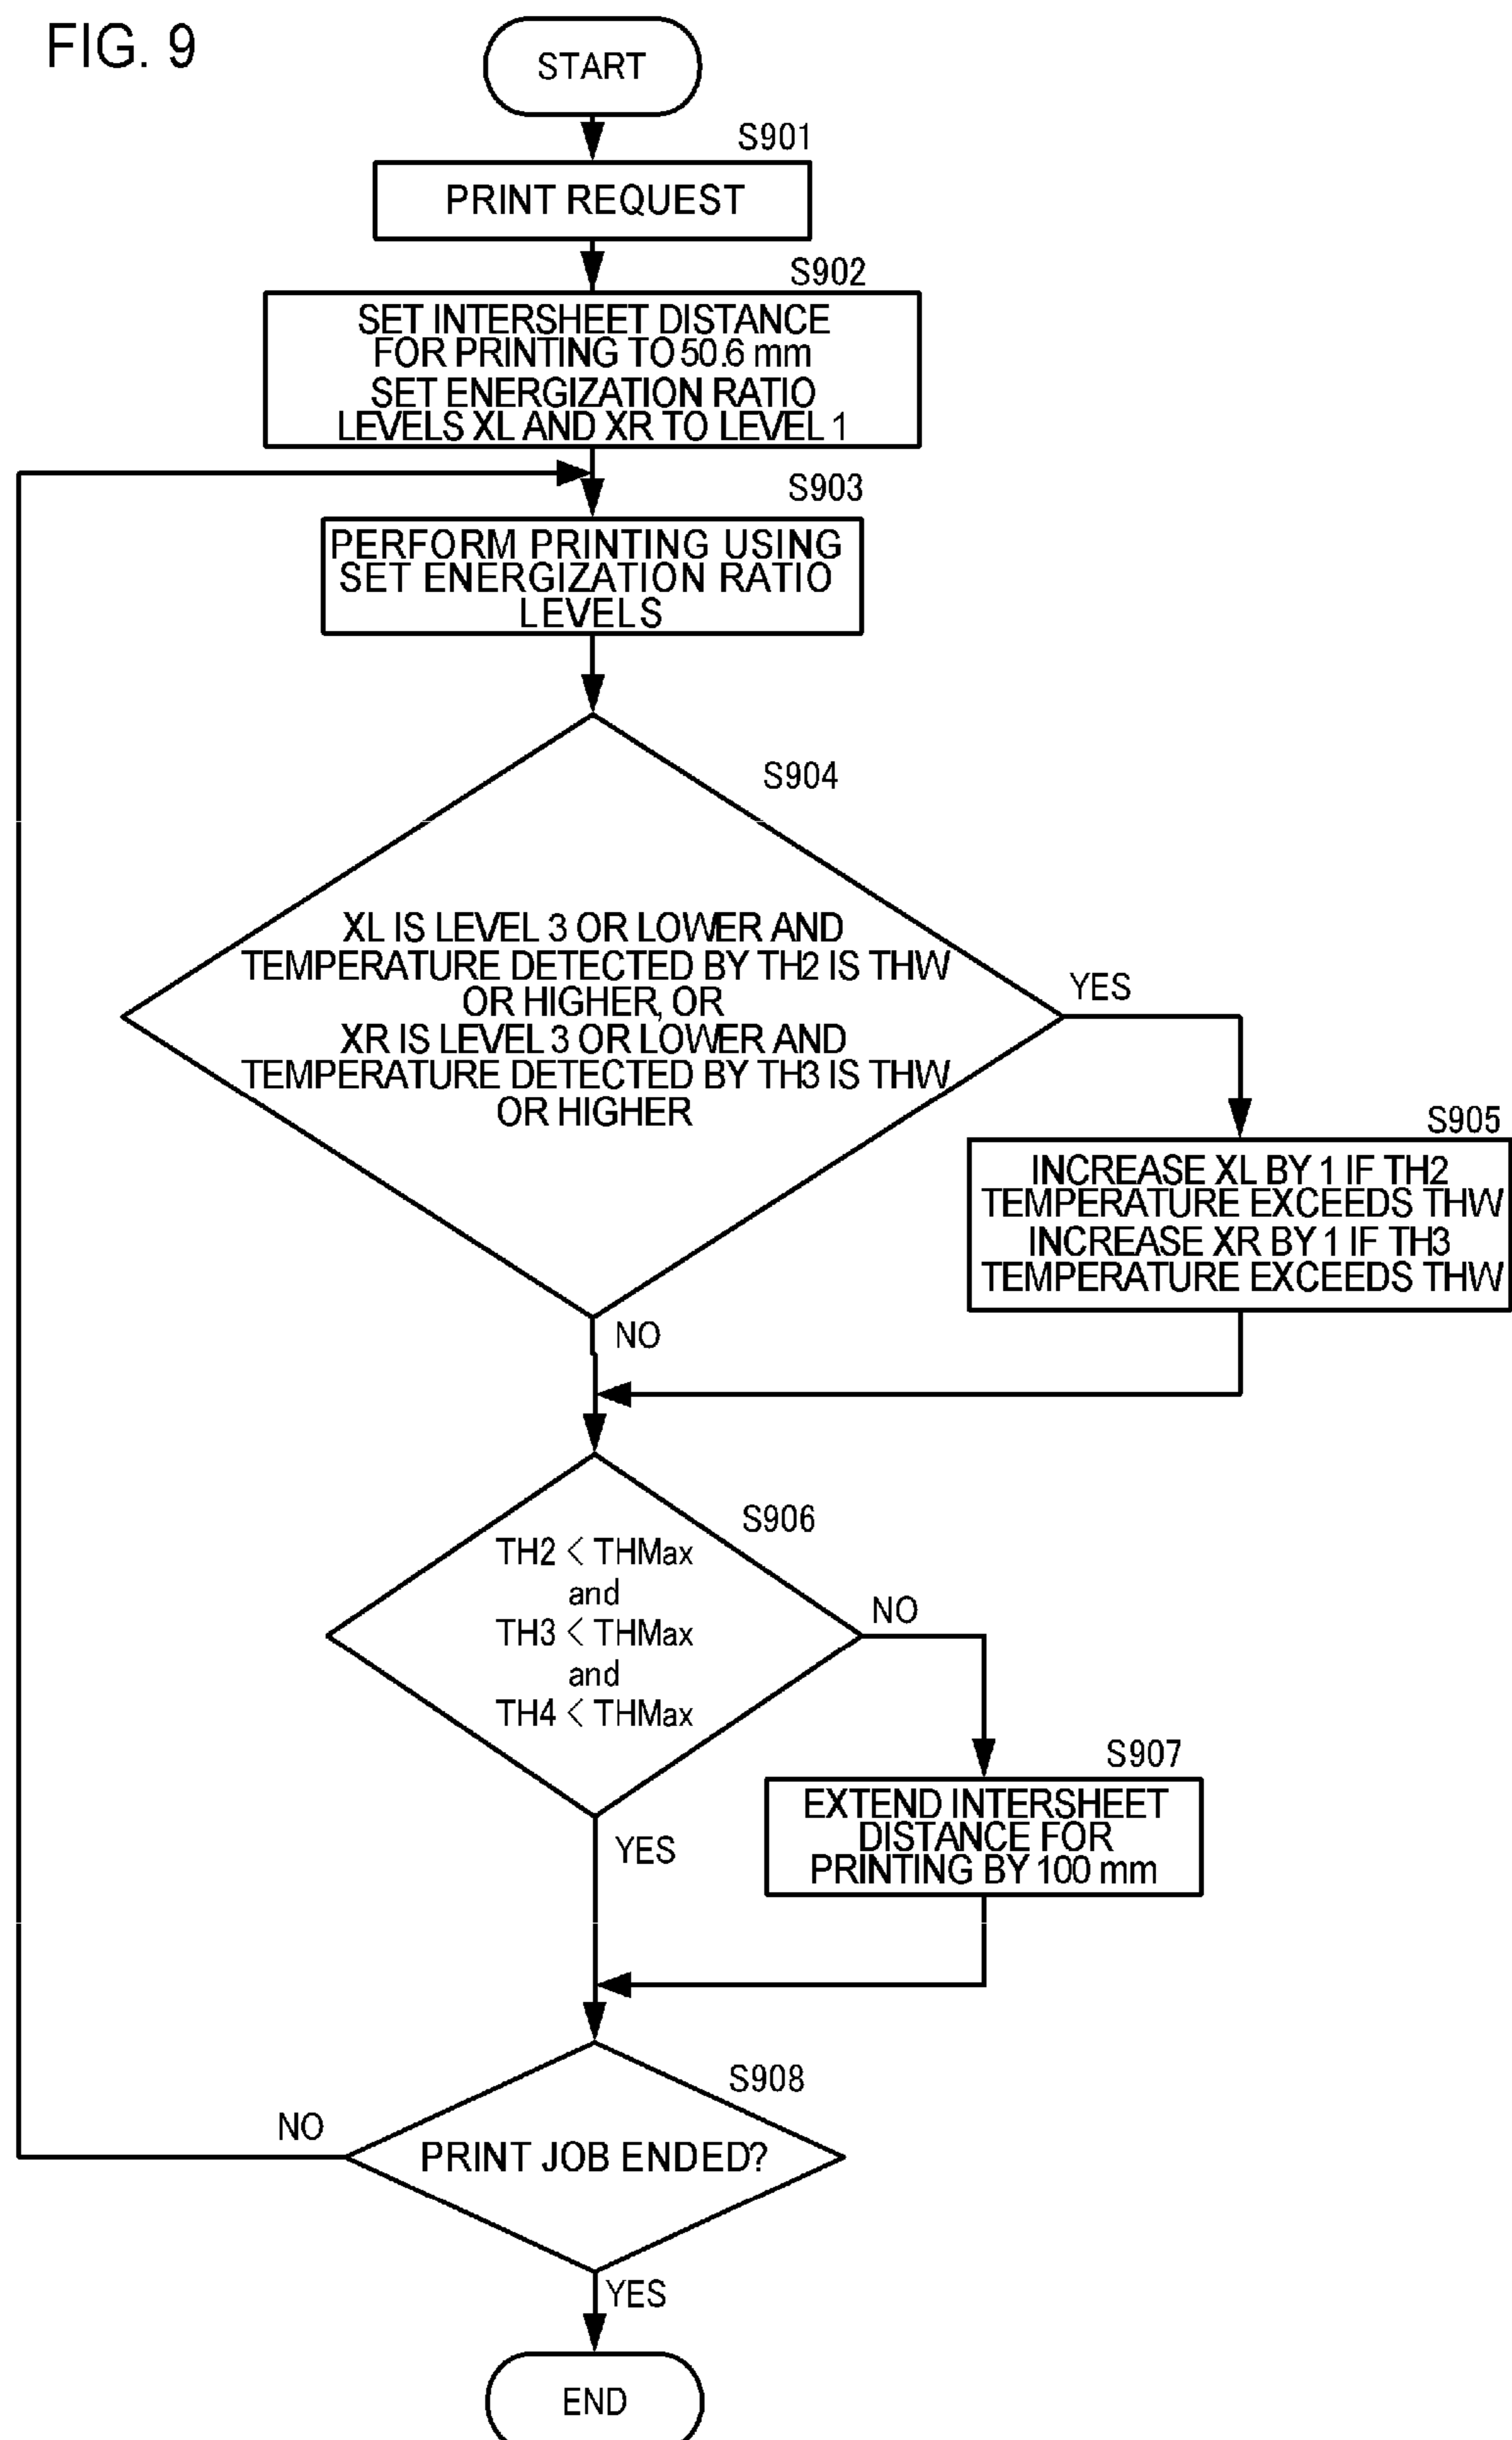 FIG. 9
START
S901
PRINT REQUEST
S902
SET INTERSHEET DISTANCE
FOR PRINTING TO 50.6 mm
SET ENERGIZATION RATIO
LEVELS XL AND XR TO LEVEL 1
S903
PERFORM PRINTING USING
SET ENERGIZATION RATIO
LEVELS
S904
XL IS LEVEL 3 OR LOWER AND
TEMPERATURE DETECTED BY TH2 IS THW
OR HIGHER, OR
XR IS LEVEL 3 OR LOWER AND
TEMPERATURE DETECTED BY TH3 IS THW
OR HIGHER
YES
S905
INCREASE XL BY 1 IF TH2
TEMPERATURE EXCEEDS THW
INCREASE XR BY 1 IF TH3
TEMPERATURE EXCEEDS THW
NO
S906
TH2 < THMax
and
TH3 < THMax
and
TH4 < THMax
NO
S907
EXTEND INTERSHEET
DISTANCE FOR
PRINTING BY 100 mm
YES
S908
NO
PRINT JOB ENDED?
YES
END